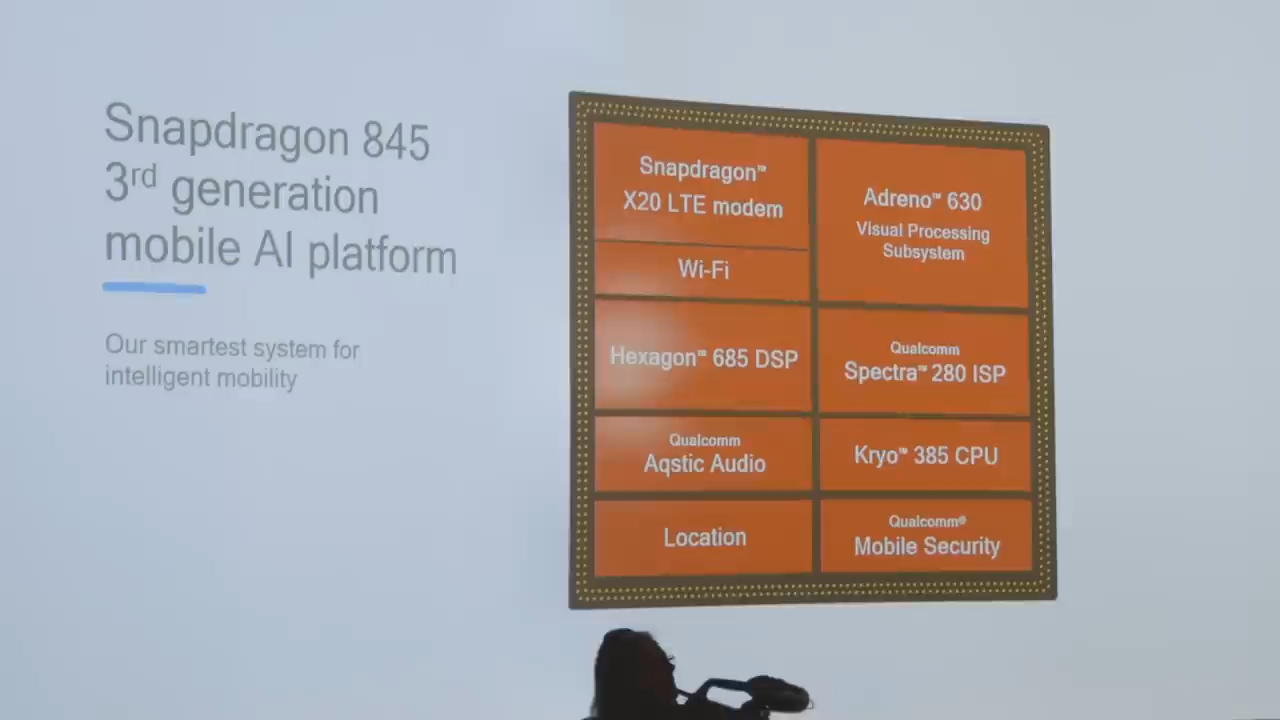 Snapdragon 845
3rd generation
mobile AI platform
Our smartest system for
intelligent mobility
Snapdragon™
X20 LTE modem
Wi-Fi
Hexagon™ 685 DSP
Qualcomm
Aqstic Audio
Location
Adreno™ 630
Visual Processing
Subsystem
Qualcomm
Spectra™ 280 ISP
Kryo™ 385 CPU
Qualcomm®
Mobile Security